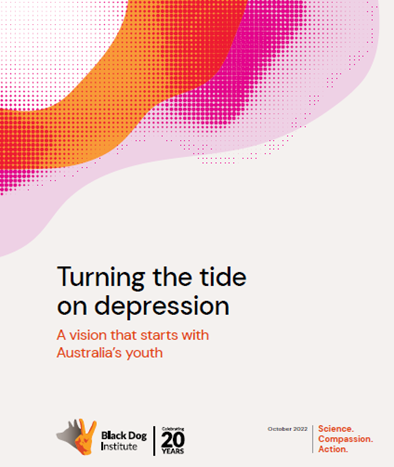 Turning the tide
on depression
A vision that starts with
Australia's youth
Black Dog
Institute
Celebrating
20
YEARS
October 2022
Science.
Compassion.
Action.